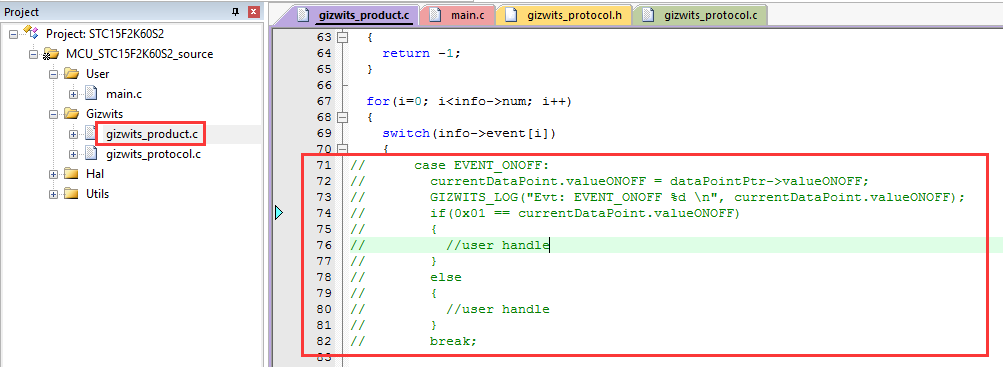 Project
Project: STC15F2K60S2
MCU_STC15F2K60S2_source
User
main.c
Gizwits
gizwits_product.c
gizwits_protocol.c
Hal
Utils
gizwits_product.c main.c gizwits_protocol.h gizwits_protocol.c
63 {
64 return -1;
65 }
66
67 for(i=0; i<info->num; i++)
68 {
69 switch(info->event[i])
70 {
71 // case EVENT_ONOFF:
72 // currentDataPoint.valueONOFF = dataPointPtr->valueONOFF;
73 // GIZWITS_LOG("Evt: EVENT_ONOFF %d \n", currentDataPoint.valueONOFF);
74 // if(0x01 == currentDataPoint.valueONOFF)
75 // {
76 // //user handle
77 // }
78 // else
79 // {
80 // //user handle
81 // }
82 // break;
83